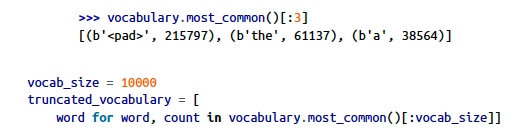 >>> vocabulary.most_common()[:3]
[(b'<pad>', 215797), (b'the', 61137), (b'a', 38564)]
vocab_size = 10000
truncated_vocabulary = [
word for word, count in vocabulary.most_common()[:vocab_size]]